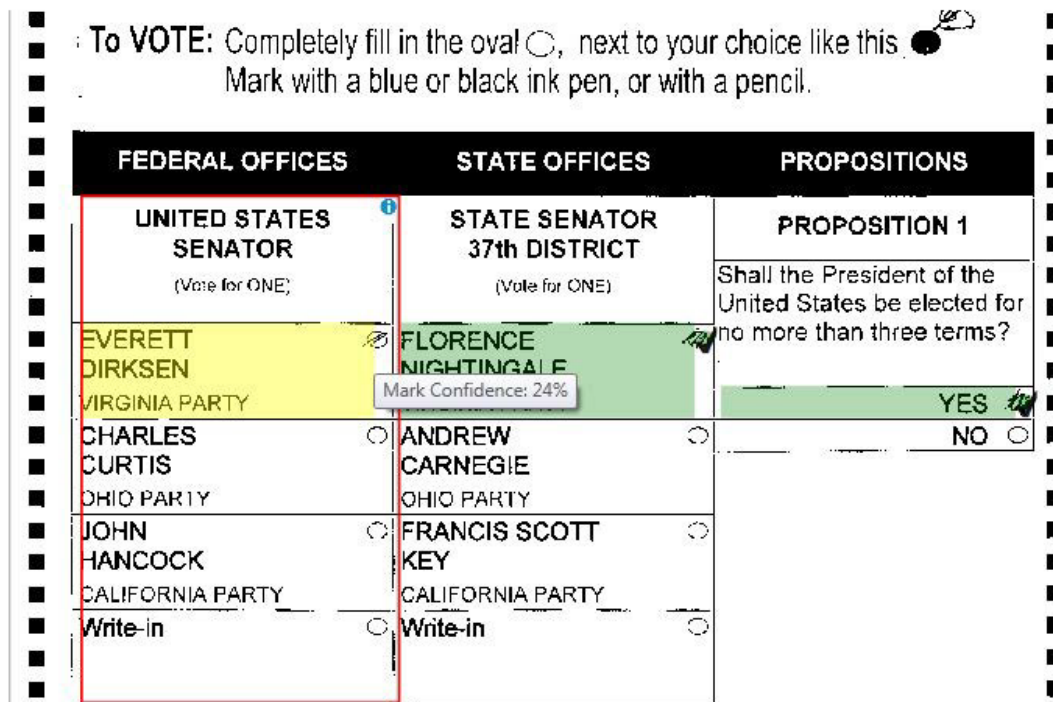 To VOTE: Completely fill in the oval, next to your choice like this
Mark with a blue or black ink pen, or with a pencil.
FEDERAL OFFICES
UNITED STATES
SENATOR
(Vote for ONE)
EVERETT
DIRKSEN
VIRGINIA PARTY
CHARLES
CURTIS
OHIO PARTY
JOHN
HANCOCK
CALIFORNIA PARTY
Write-in
STATE OFFICES
STATE SENATOR
37th DISTRICT
(Vote for ONE)
FLORENCE
NIGHTINGALE
Mark Confidence: 24%
ANDREW
CARNEGIE
OHIO PARTY
FRANCIS SCOTT
KEY
CALIFORNIA PARTY
Write-in
PROPOSITIONS
PROPOSITION 1
Shall the President of the
United States be elected for
no more than three terms?
YES
NO